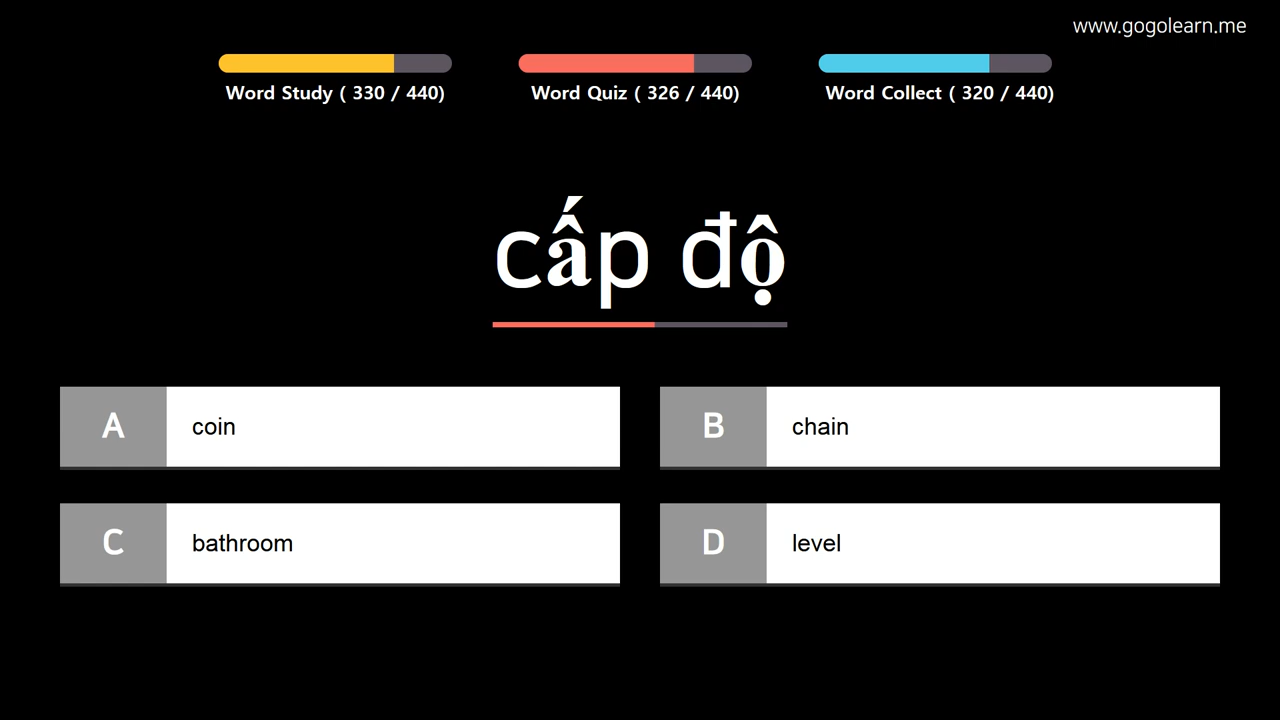 www.gogolearn.me
Word Study ( 330 / 440)
Word Quiz ( 326 / 440)
Word Collect ( 320 / 440)
cấp độ
A coin
B chain
C bathroom
D level